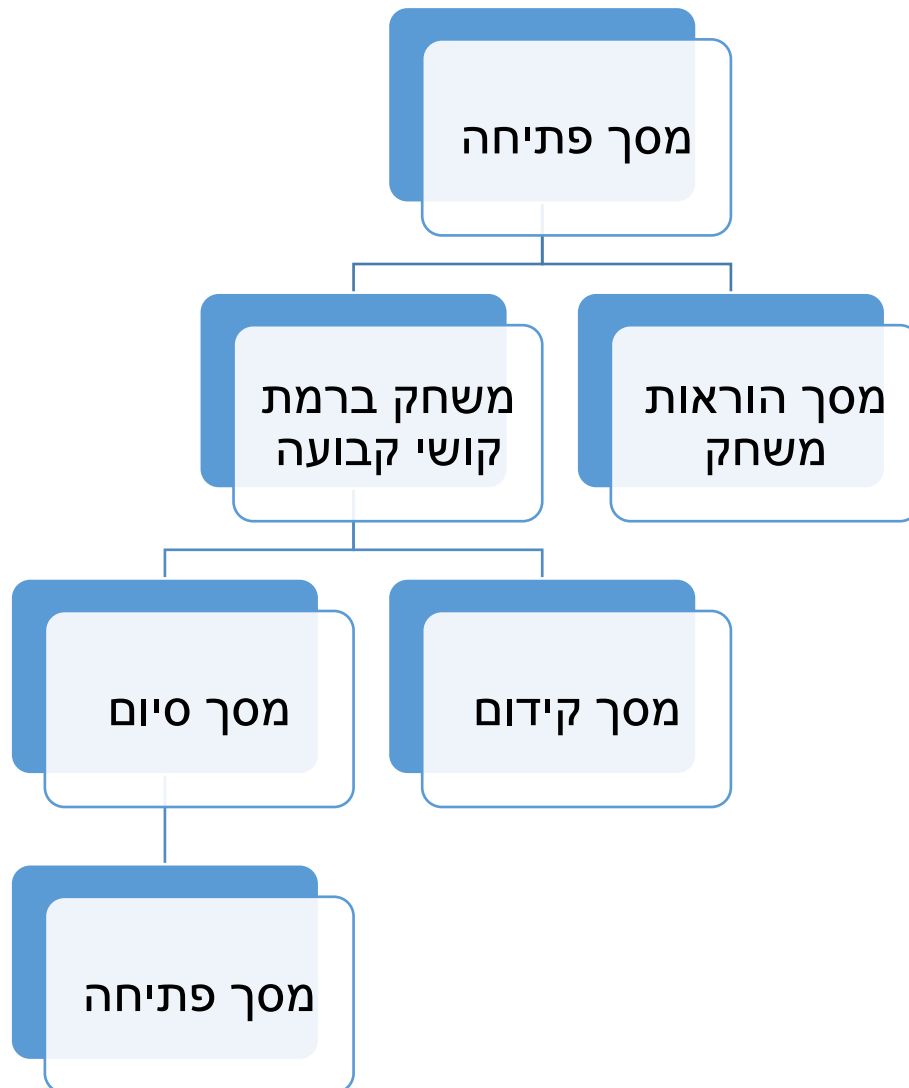 מסך פתיחה
מסך הוראות
משחק
משחק ברמת
קושי קבועה
מסך קידום
מסך סיום
מסך פתיחה